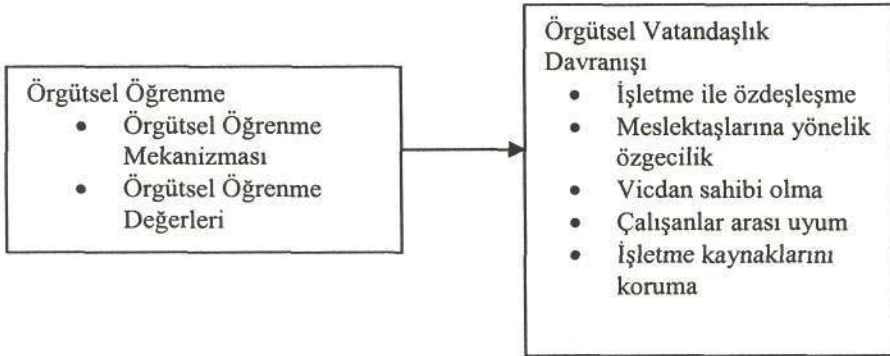 Örgütsel Öğrenme
• Örgütsel Öğrenme
Mekanizması
• Örgütsel Öğrenme
Değerleri
Örgütsel Vatandaşlık
Davranışı
• İşletme ile özdeşleşme
• Meslektaşlarına yönelik
özgecilik
• Vicdan sahibi olma
• Çalışanlar arası uyum
• İşletme kaynaklarını
koruma